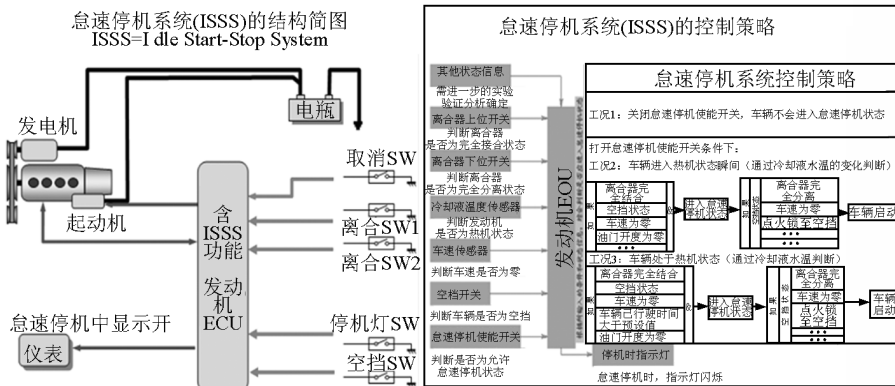 怠速停机系统(ISSS)的结构简图
ISSS=I dle Start-Stop System
电瓶
发电机
起动机
取消SW
离合SW1
离合SW2
含
ISSS
功能
发动
机
ECU
停机灯SW
空挡SW
怠速停机中显示开
仪表
怠速停机系统(ISSS)的控制策略
其他状态信息
需进一步的实验
验证分析确定
离合器上位开关
判断离合器
是否为完全接合状态
离合器下位开关
判断离合器
是否为完全分离状态
冷却液温度传感器
判断发动机
是否为热机状态
车速传感器
判断车速是否为零
空档开关
判断车辆是否为空挡
怠速停机使能开关
判断是否为允许
怠速停机状态
发动机EOU
停机时指示灯
怠速停机时，指示灯闪烁
怠速停机系统控制策略
工况1：关闭怠速停机使能开关，车辆不会进入怠速停机状态
打开怠速停机使能开关条件下：
工况2：车辆进入热机状态瞬间（通过冷却液水温的变化判断）
如果
离合器完
全结合
空挡状态
车速为零
油门开度为零
进入怠速
停机状态
如果
空挡状态
离合器完
全分离
车速为零
点火锁至空挡
车辆启动
工况3：车辆处于热机状态（通过冷却液水温判断）
如果
离合器完全结合
空挡状态
车速为零
车辆已行驶时间
大于预设值
油门开度为零
进入怠速
停机状态
如果
空挡状态
离合器完
全分离
车速为零
点火锁
至空挡
车辆
启动